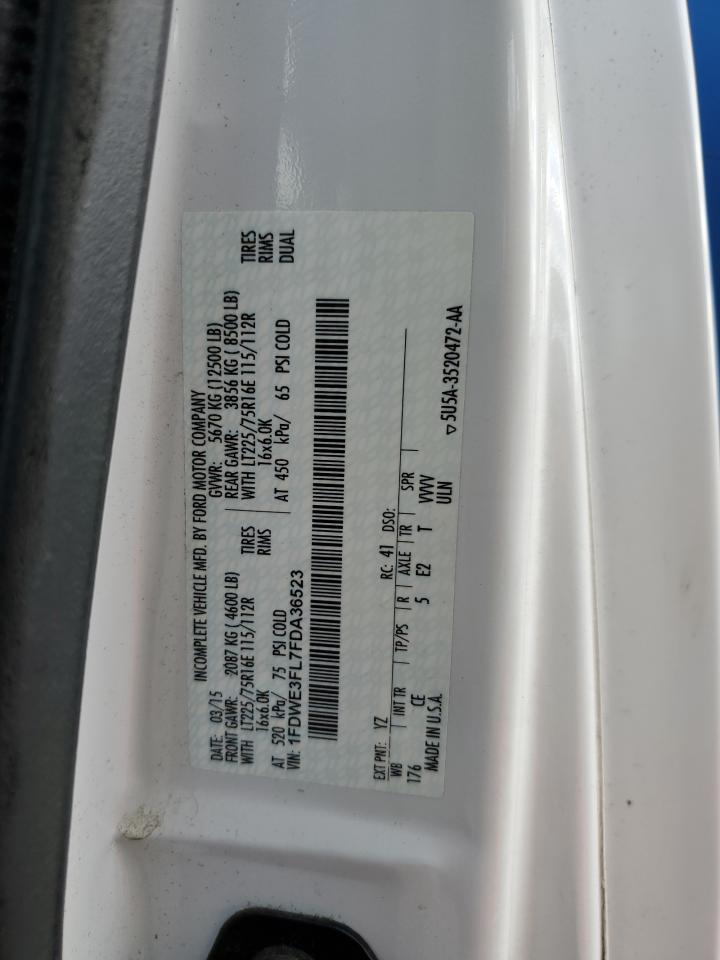 INCOMPLETE VEHICLE MFD. BY FORD MOTOR COMPANY
DATE: 03/15 GVWR: 5670 KG (12500 LB)
FRONT GAWR: 2087 KG ( 4600 LB) REAR GAWR: 3856 KG ( 8500 LB)
WITH LT225/75R16E 115/112R TIRES WITH LT225/75R16E 115/112R TIRES
16x6.0K RIMS 16x6.0K RIMS
AT 520 kPa/ 75 PSI COLD AT 450 kPa/ 65 PSI COLD DUAL
VIN: 1FDWE3FL7FDA36523
EXT PNT: YZ RC: 41 DSO:
WB INT TR TP/PS R AXLE TR SPR
176 CE 5 E2 T VVVV
MADE IN U.S.A. ULN
▽5U5A-3520472-AA